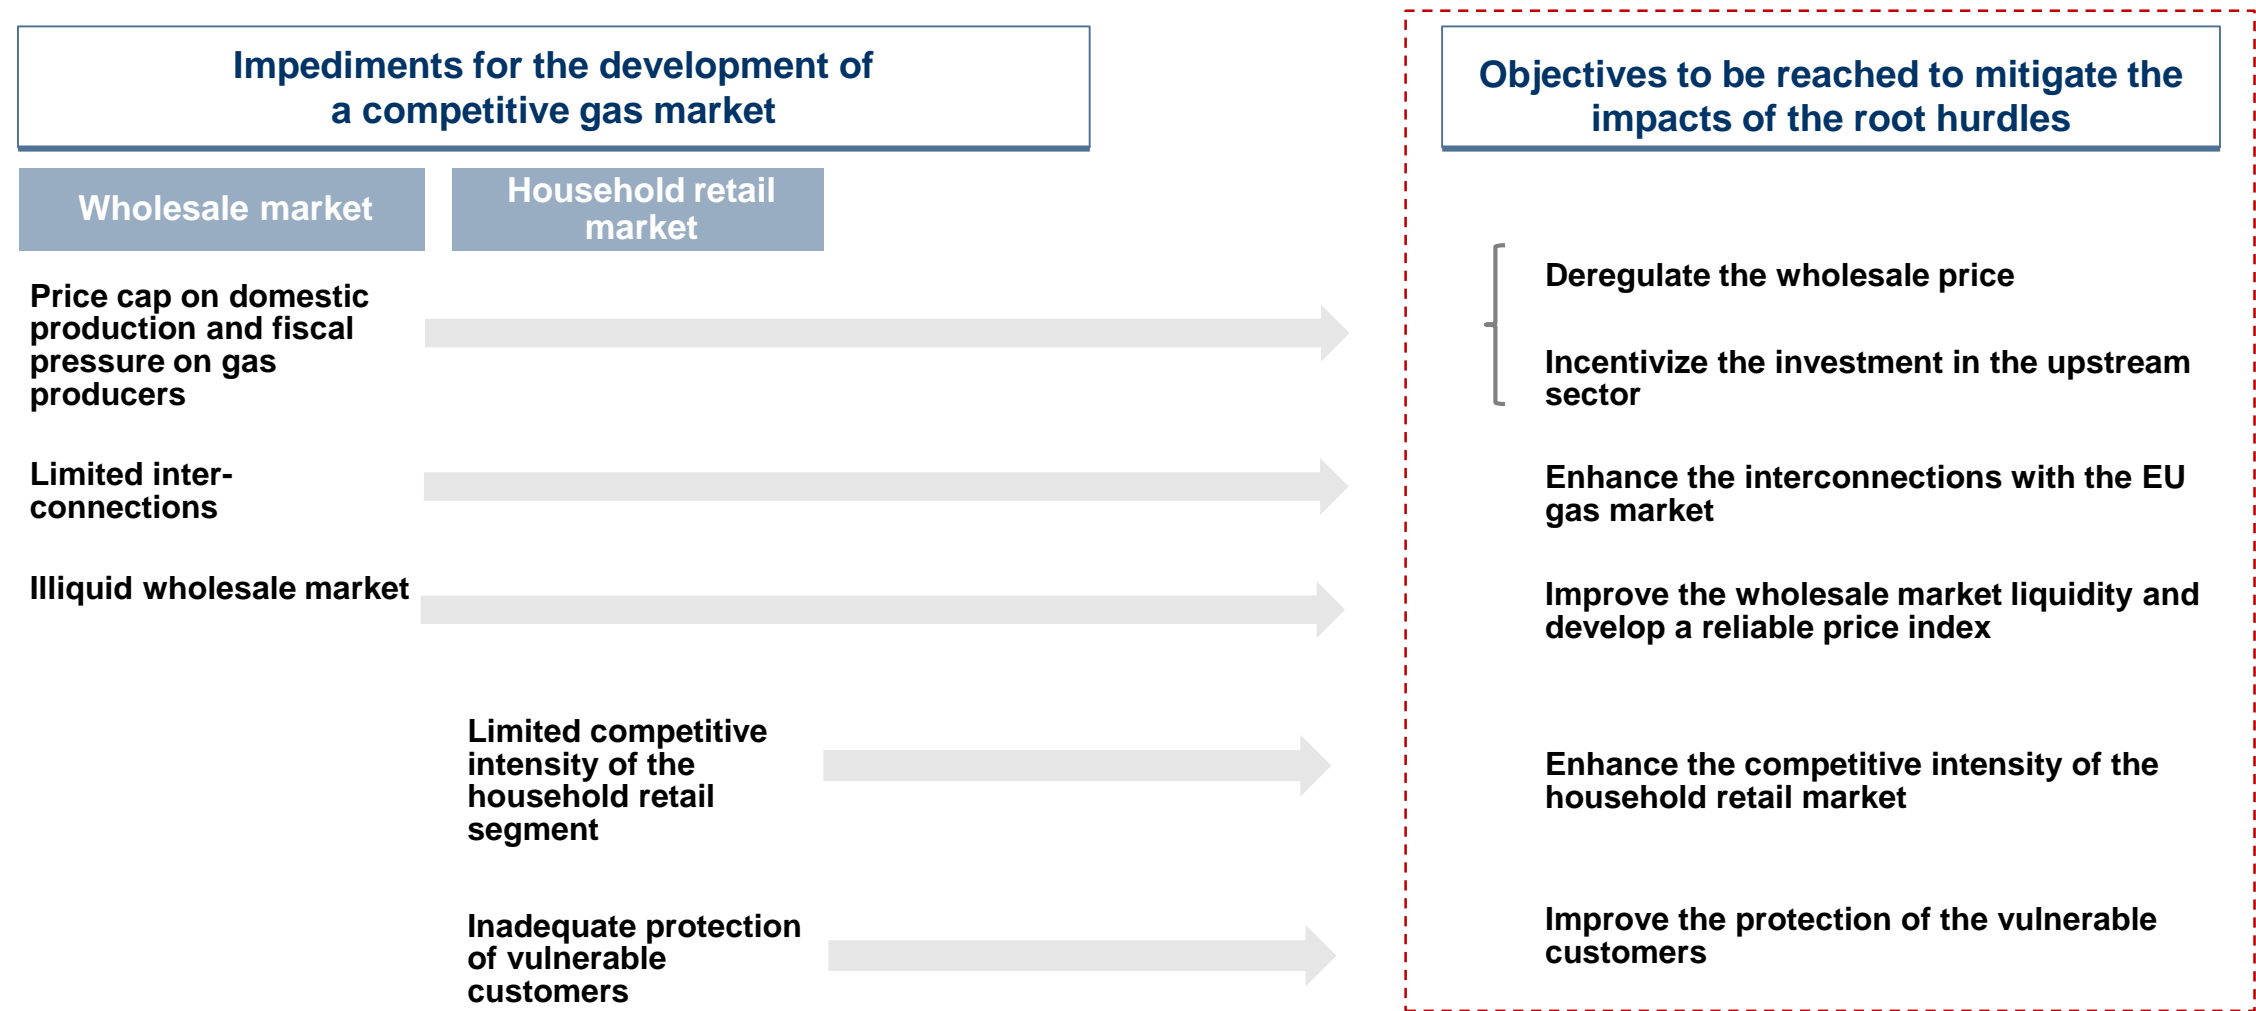 Impediments for the development of
a competitive gas market
Objectives to be reached to mitigate the
impacts of the root hurdles
Wholesale market
Household retail
market
Price cap on domestic
production and fiscal
pressure on gas
producers
Deregulate the wholesale price
Incentivize the investment in the upstream
sector
Limited inter-
connections
Enhance the interconnections with the EU
gas market
Illiquid wholesale market
Improve the wholesale market liquidity and
develop a reliable price index
Limited competitive
intensity of the
household retail
segment
Enhance the competitive intensity of the
household retail market
Inadequate protection
of vulnerable
customers
Improve the protection of the vulnerable
customers